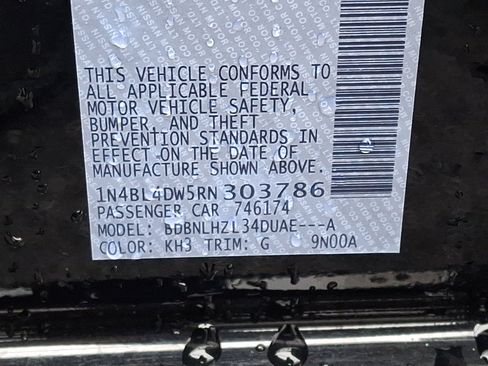 THIS VEHICLE CONFORMS TO
ALL APPLICABLE FEDERAL
MOTOR VEHICLE SAFETY,
BUMPER, AND THEFT
PREVENTION STANDARDS IN
EFFECT ON THE DATE OF
MANUFACTURE SHOWN ABOVE.
1N4BL4DW5RN303786
PASSENGER CAR 746174
MODEL: BDBNLHZL34DUAE---A
COLOR: KH3 TRIM: G 9N00A